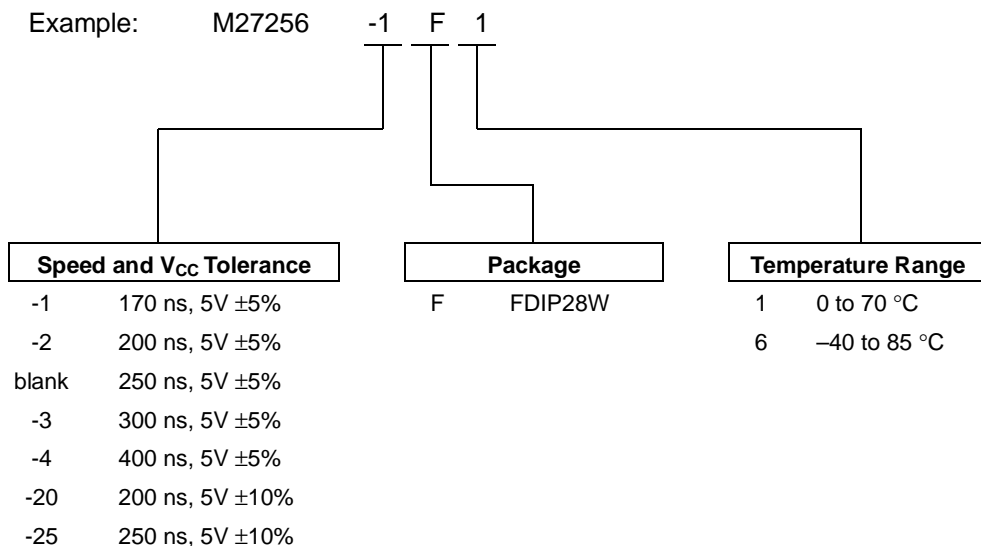 Example: M27256 -1 F 1
Speed and VCC Tolerance
-1 170 ns, 5V ±5%
-2 200 ns, 5V ±5%
blank 250 ns, 5V ±5%
-3 300 ns, 5V ±5%
-4 400 ns, 5V ±5%
-20 200 ns, 5V ±10%
-25 250 ns, 5V ±10%
Package
F FDIP28W
Temperature Range
1 0 to 70 °C
6 –40 to 85 °C